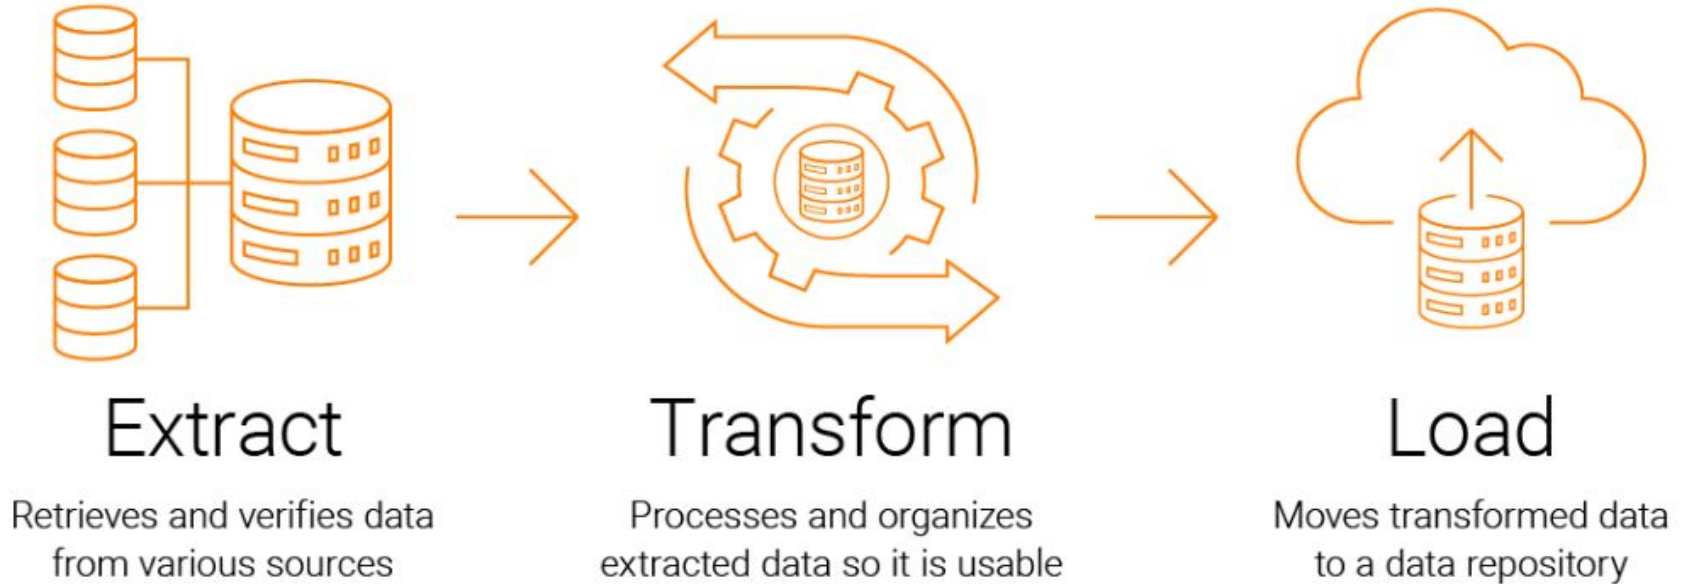 Extract
Retrieves and verifies data
from various sources
Transform
Processes and organizes
extracted data so it is usable
Load
Moves transformed data
to a data repository